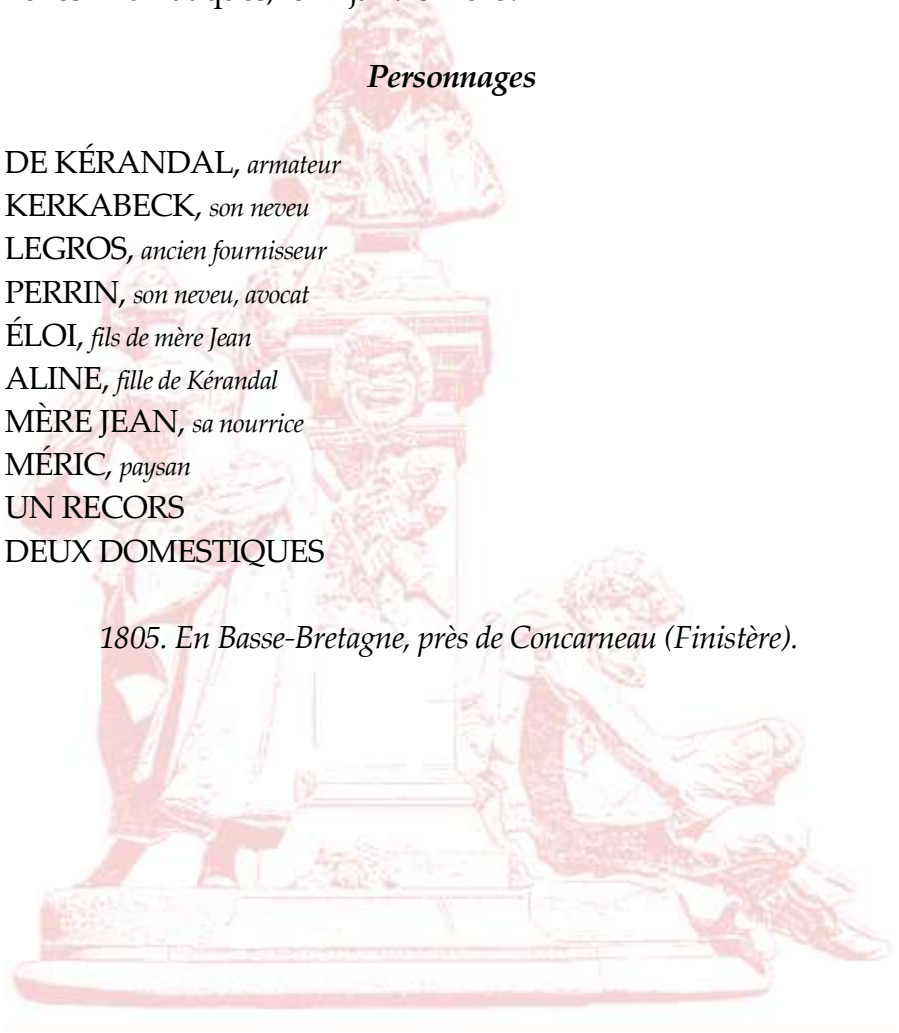 Personnages
DE KÉRANDAL, armateur
KERKABECK, son neveu
LEGROS, ancien fournisseur
PERRIN, son neveu, avocat
ÉLOI, fils de mère Jean
ALINE, fille de Kérandal
MÈRE JEAN, sa nourrice
MÉRIC, paysan
UN RECORS
DEUX DOMESTIQUES
1805. En Basse-Bretagne, près de Concarneau (Finistère).